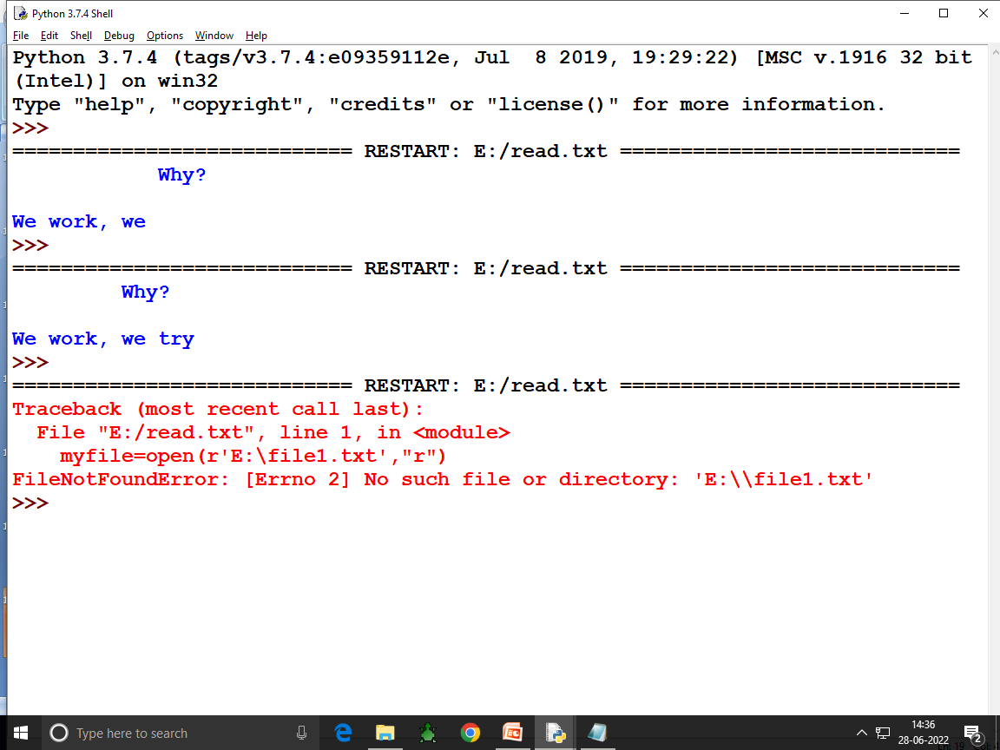 Python 3.7.4 Shell
File Edit Shell Debug Options Window Help
Python 3.7.4 (tags/v3.7.4:e09359112e, Jul  8 2019, 19:29:22) [MSC v.1916 32 bit
(Intel)] on win32
Type "help", "copyright", "credits" or "license()" for more information.
>>>
============================ RESTART: E:/read.txt ============================
            Why?
We work, we
>>>
============================ RESTART: E:/read.txt ============================
         Why?
We work, we try
>>>
============================ RESTART: E:/read.txt ============================
Traceback (most recent call last):
  File "E:/read.txt", line 1, in <module>
    myfile=open(r'E:\file1.txt',"r")
FileNotFoundError: [Errno 2] No such file or directory: 'E:\\file1.txt'
>>>
Type here to search
14:36
28-06-2022
2